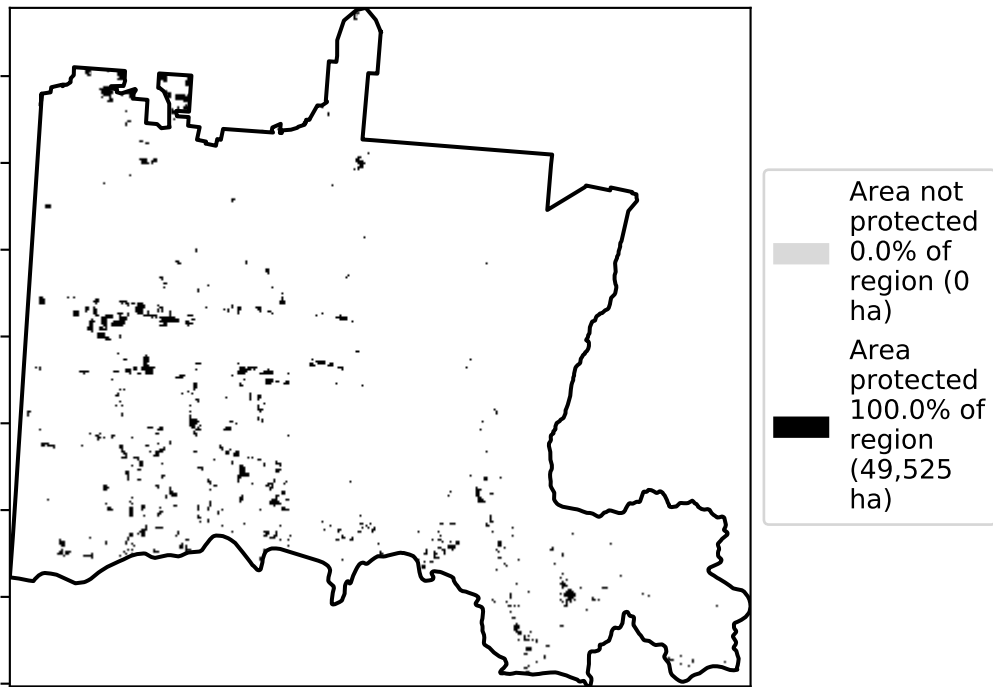 Area not
protected
0.0% of
region (0
ha)
Area
protected
100.0% of
region
(49,525
ha)